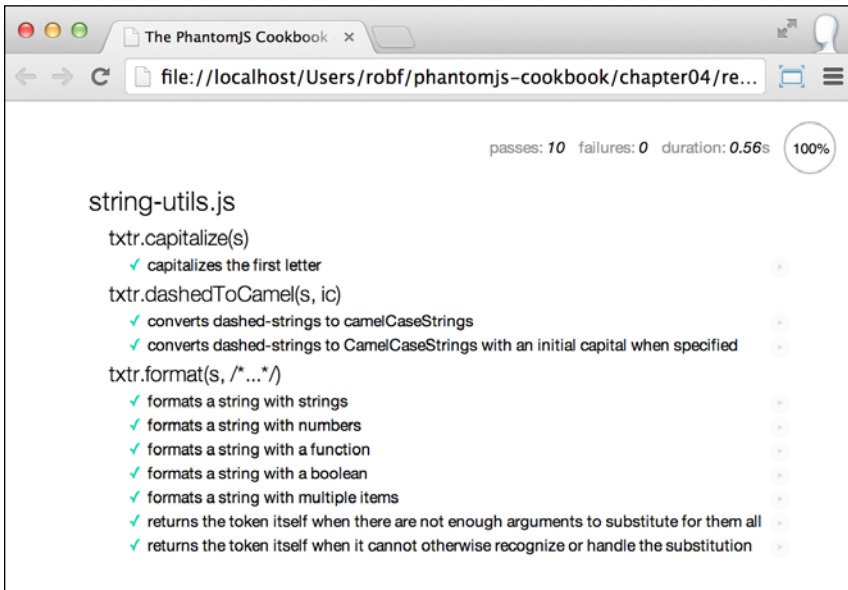 The PhantomJS Cookbook
file://localhost/Users/robf/phantomjs-cookbook/chapter04/re...
passes: 10 failures: 0 duration: 0.56s 100%
string-utils.js
txtr.capitalize(s)
✓ capitalizes the first letter
txtr.dashedToCamel(s, ic)
✓ converts dashed-strings to camelCaseStrings
✓ converts dashed-strings to CamelCaseStrings with an initial capital when specified
txtr.format(s, /*...*/)
✓ formats a string with strings
✓ formats a string with numbers
✓ formats a string with a function
✓ formats a string with a boolean
✓ formats a string with multiple items
✓ returns the token itself when there are not enough arguments to substitute for them all
✓ returns the token itself when it cannot otherwise recognize or handle the substitution